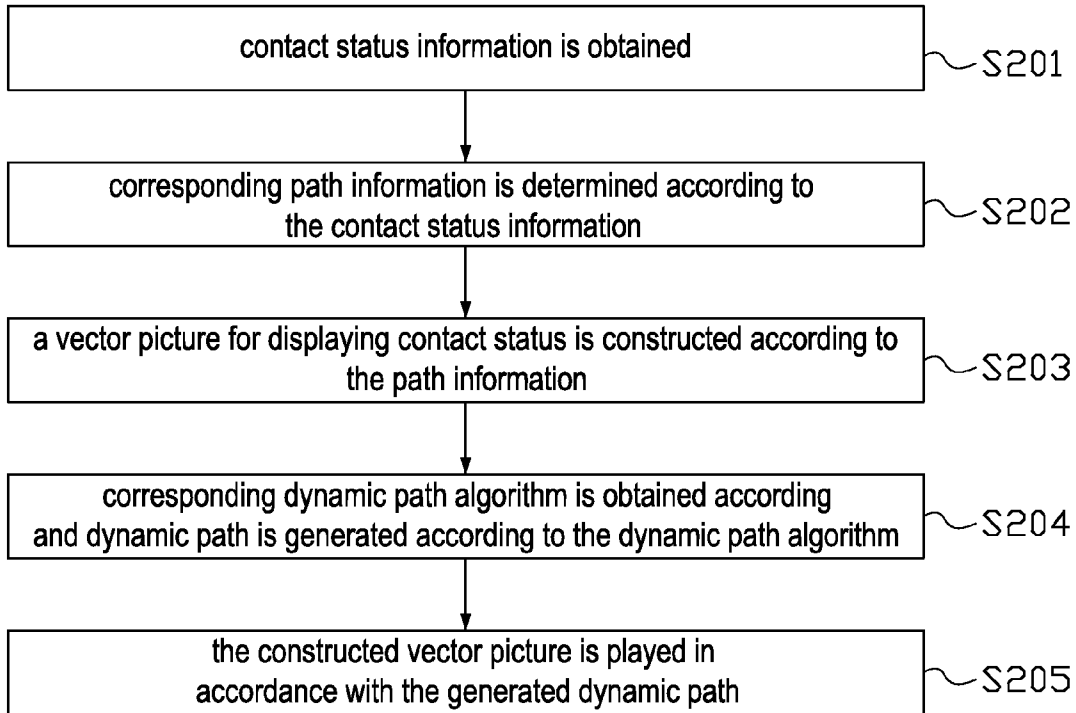 contact status information is obtained
S201
corresponding path information is determined according to
the contact status information
S202
a vector picture for displaying contact status is constructed according to
the path information
S203
corresponding dynamic path algorithm is obtained according
and dynamic path is generated according to the dynamic path algorithm
S204
the constructed vector picture is played in
accordance with the generated dynamic path
S205